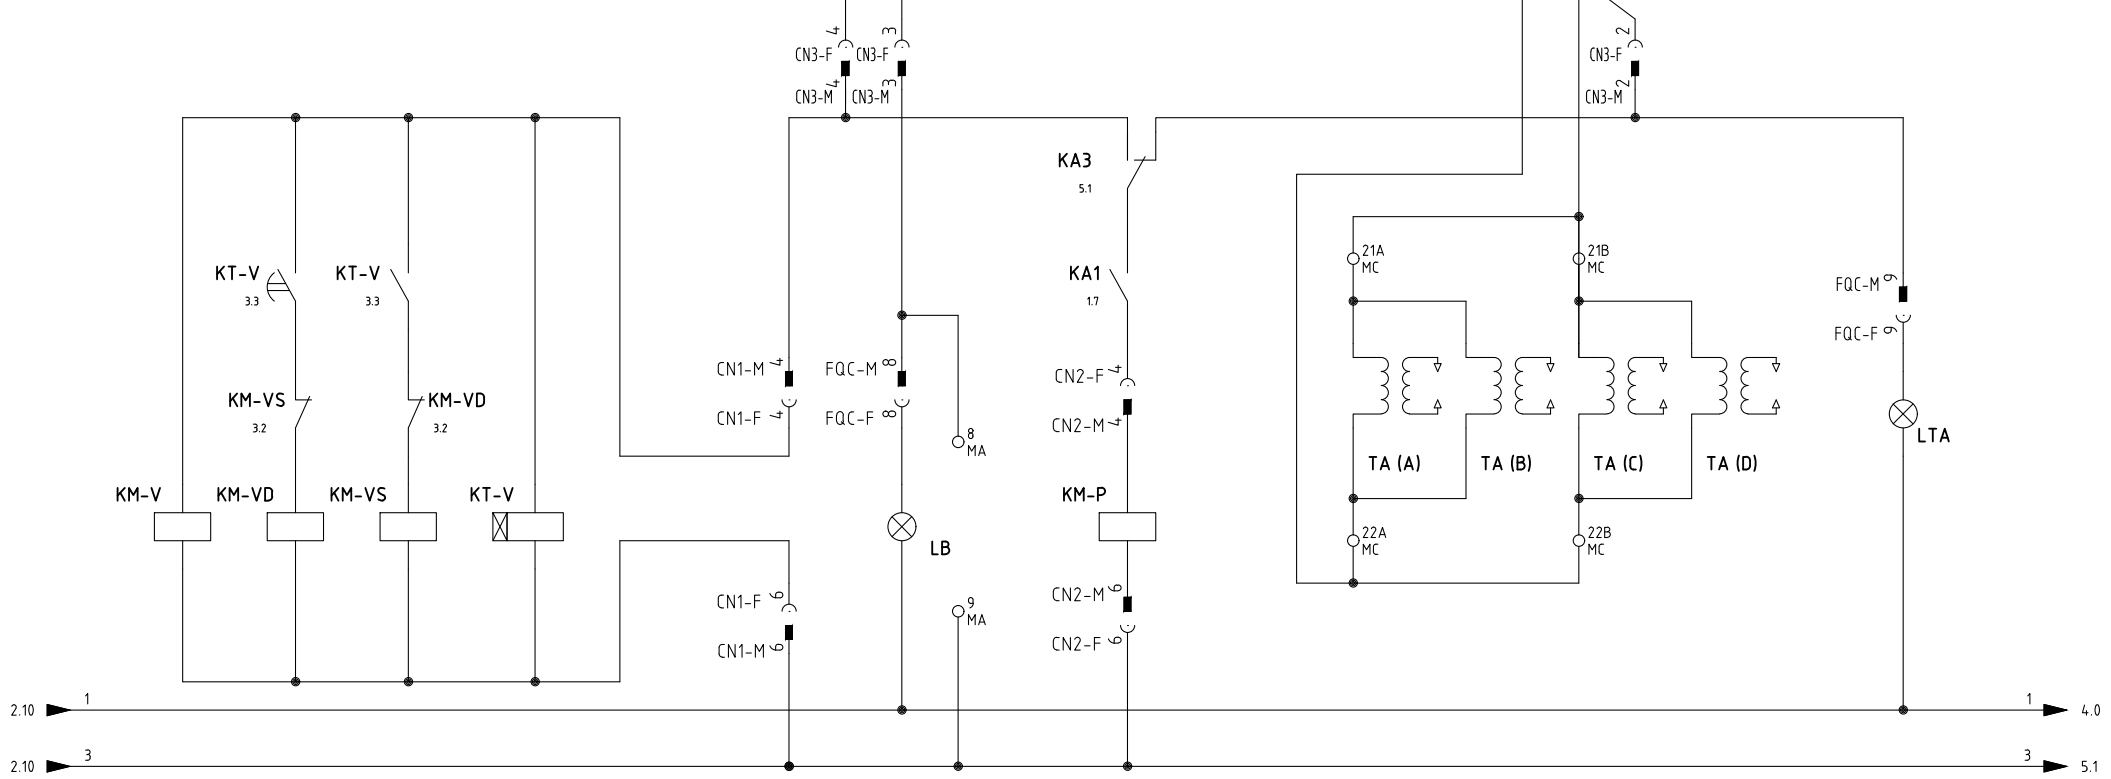 4 3 2
CN3-F CN3-F CN3-F
4 3 2
CN3-M CN3-M CN3-M
KA3
5.1
21A
MC
21B
MC
KT-V
3.3
KT-V
3.3
KA1
1.7
FQC-M 9
FQC-F 9
CN1-M 4
CN1-F 4
FQC-M 8
FQC-F 8
CN2-F 4
CN2-M 4
KM-VS
3.2
KM-VD
3.2
8
MA
LTA
TA (A) TA (B) TA (C) TA (D)
KM-V KM-VD KM-VS KT-V
KM-P
LB
22A
MC
22B
MC
CN1-F 6
CN1-M 6
9
MA
CN2-M 6
CN2-F 6
2.10 1 1 4.0
2.10 3 3 5.1